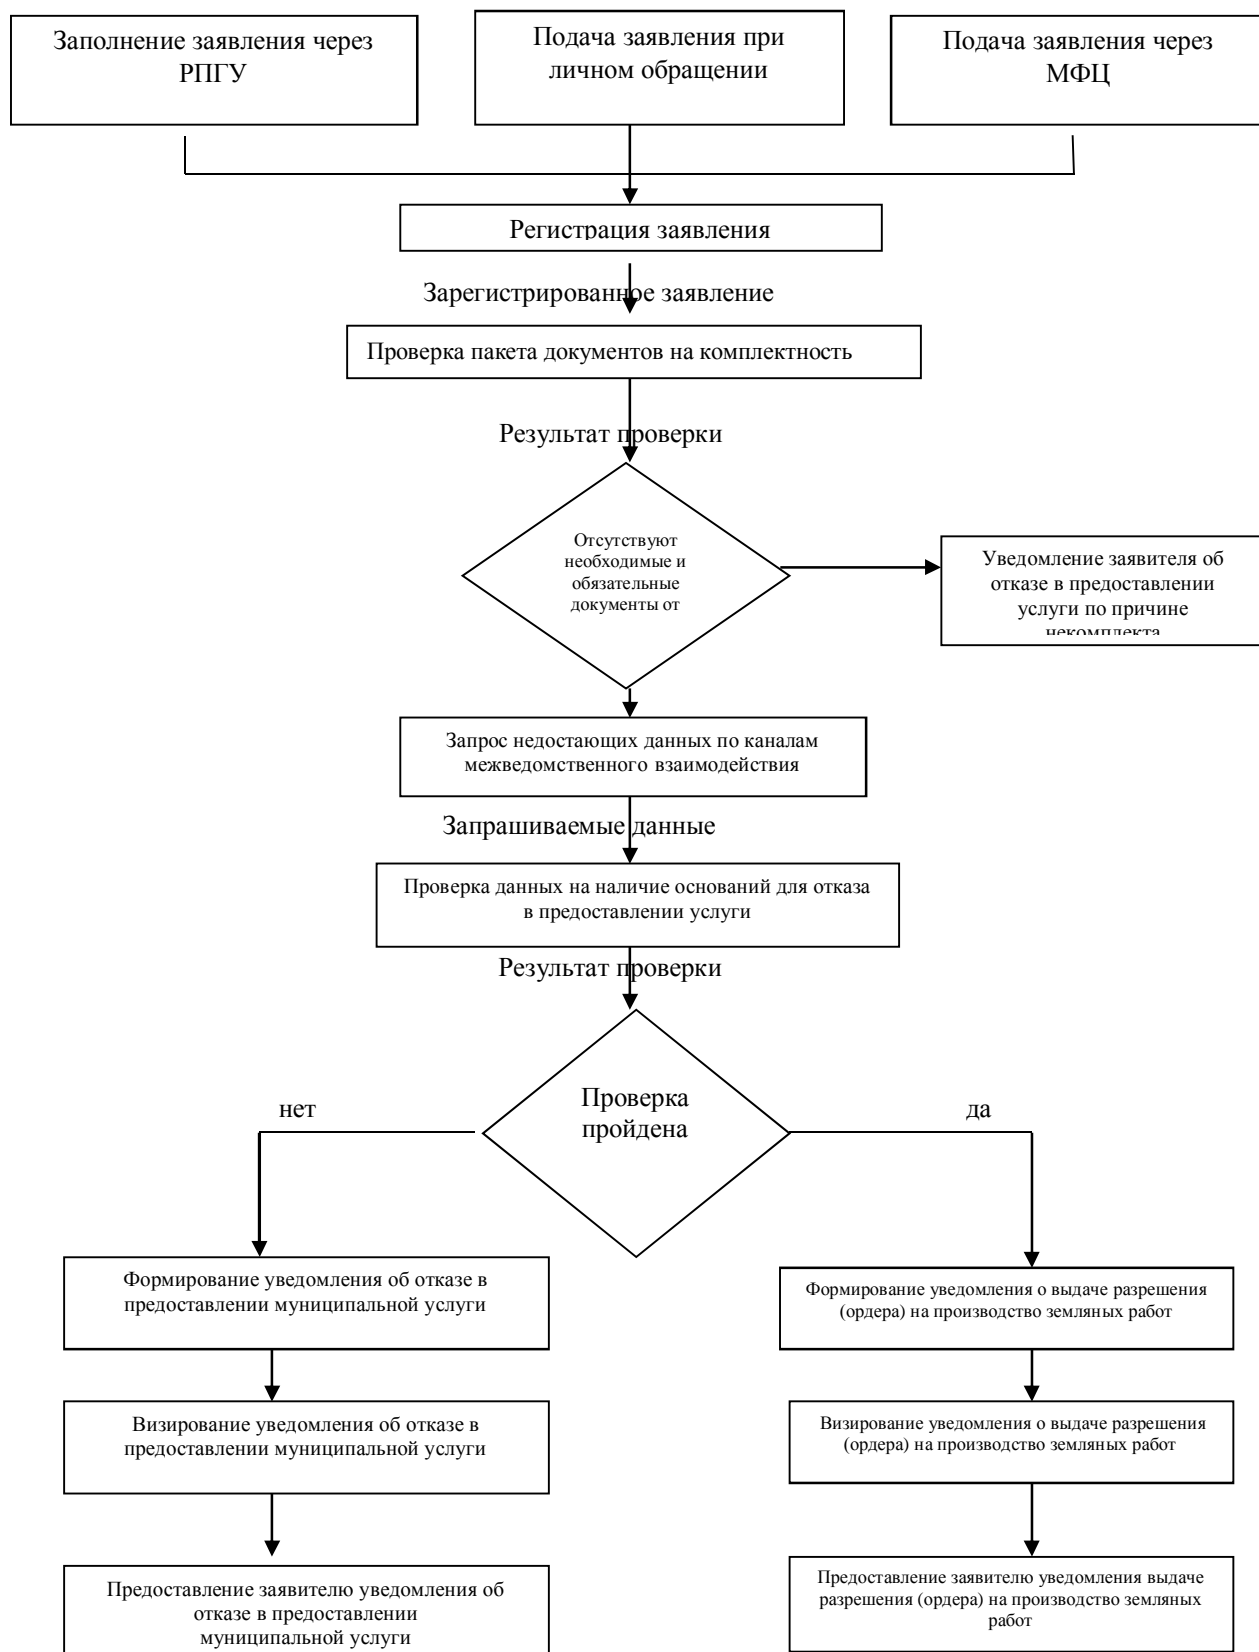 Заполнение заявления через
РПГУ
Подача заявления при
личном обращении
Подача заявления через
МФЦ
Регистрация заявления
Зарегистрированное заявление
Проверка пакета документов на комплектность
Результат проверки
Отсутствуют
необходимые и
обязательные
документы от
Уведомление заявителя об
отказе в предоставлении
услуги по причине
некомплекта
Запрос недостающих данных по каналам
межведомственного взаимодействия
Запрашиваемые данные
Проверка данных на наличие оснований для отказа
в предоставлении услуги
Результат проверки
Проверка
пройдена
нет
да
Формирование уведомления об отказе в
предоставлении муниципальной услуги
Формирование уведомления о выдаче разрешения
(ордера) на производство земляных работ
Визирование уведомления об отказе в
предоставлении муниципальной услуги
Визирование уведомления о выдаче разрешения
(ордера) на производство земляных работ
Предоставление заявителю уведомления об
отказе в предоставлении
муниципальной услуги
Предоставление заявителю уведомления выдаче
разрешения (ордера) на производство земляных
работ